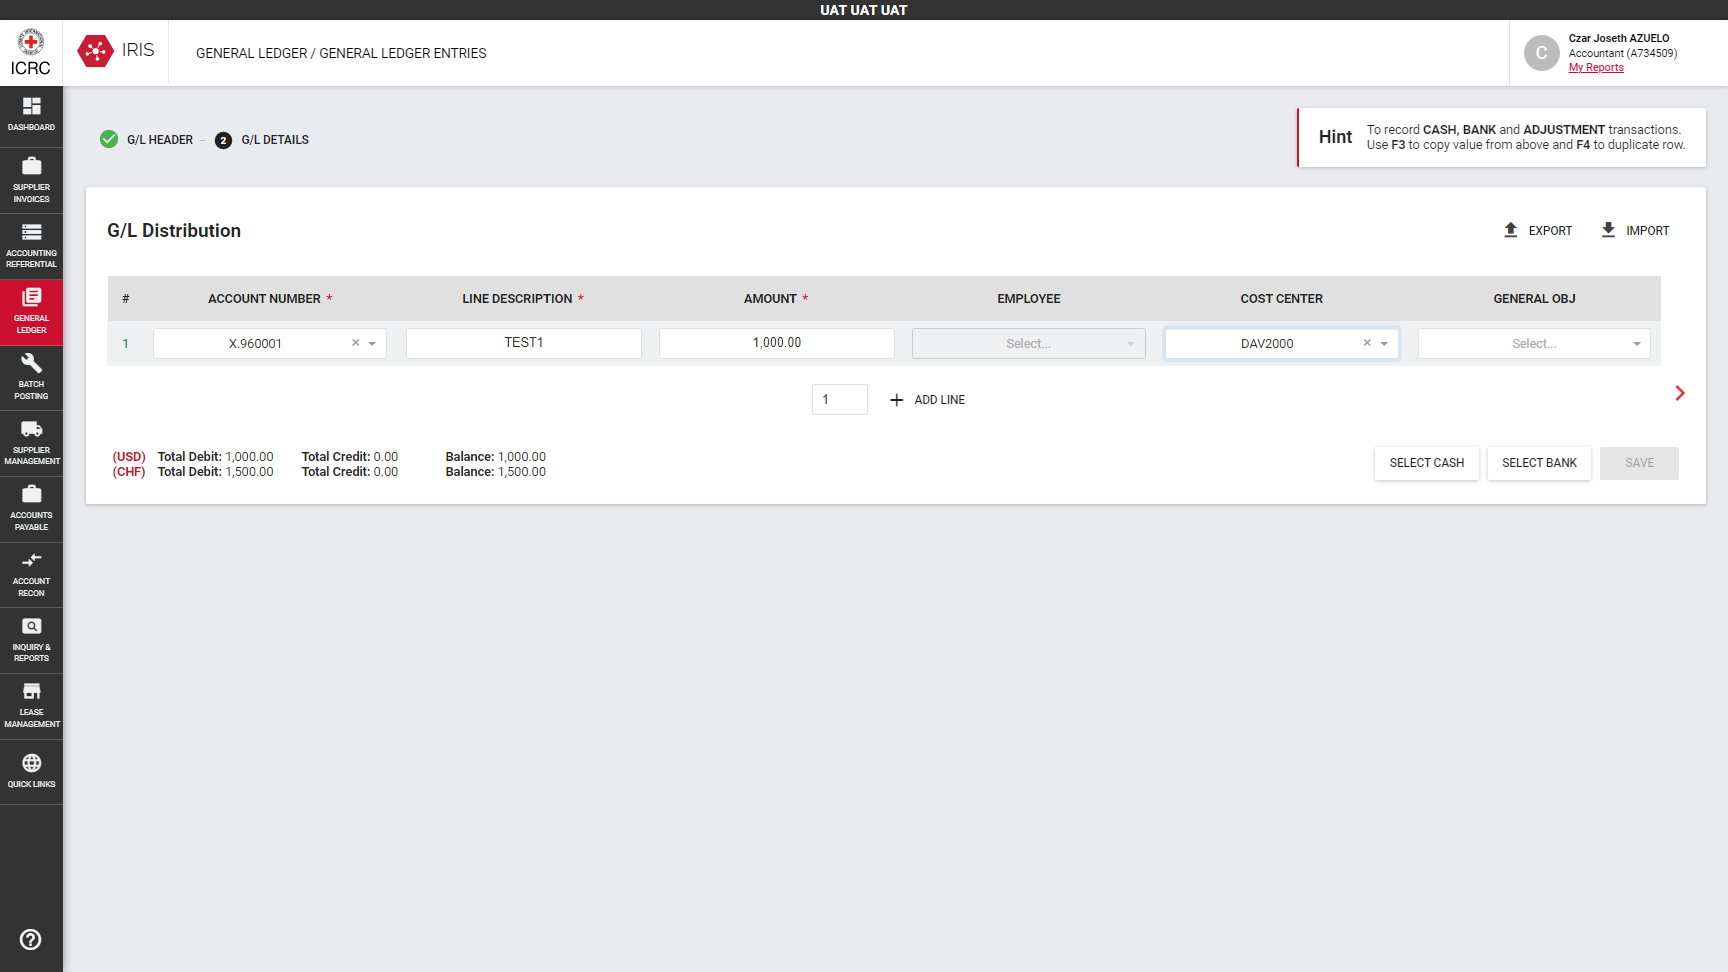 UAT UAT UAT
ICRC
IRIS
GENERAL LEDGER / GENERAL LEDGER ENTRIES
C
Czar Joseth AZUELO
Accountant (A734509)
My Reports
DASHBOARD
SUPPLIER
INVOICES
ACCOUNTING
REFERENTIAL
GENERAL
LEDGER
BATCH
POSTING
SUPPLIER
MANAGEMENT
ACCOUNTS
PAYABLE
ACCOUNT
RECON
INQUIRY &
REPORTS
LEASE
MANAGEMENT
QUICK LINKS
G/L HEADER
2 G/L DETAILS
Hint
To record CASH, BANK and ADJUSTMENT transactions.
Use F3 to copy value from above and F4 to duplicate row.
G/L Distribution
EXPORT
IMPORT
# ACCOUNT NUMBER * LINE DESCRIPTION * AMOUNT * EMPLOYEE COST CENTER GENERAL OBJ
1 X.960001 TEST1 1,000.00 Select... DAV2000 Select...
1 ADD LINE
(USD) Total Debit: 1,000.00 Total Credit: 0.00 Balance: 1,000.00
(CHF) Total Debit: 1,500.00 Total Credit: 0.00 Balance: 1,500.00
SELECT CASH
SELECT BANK
SAVE